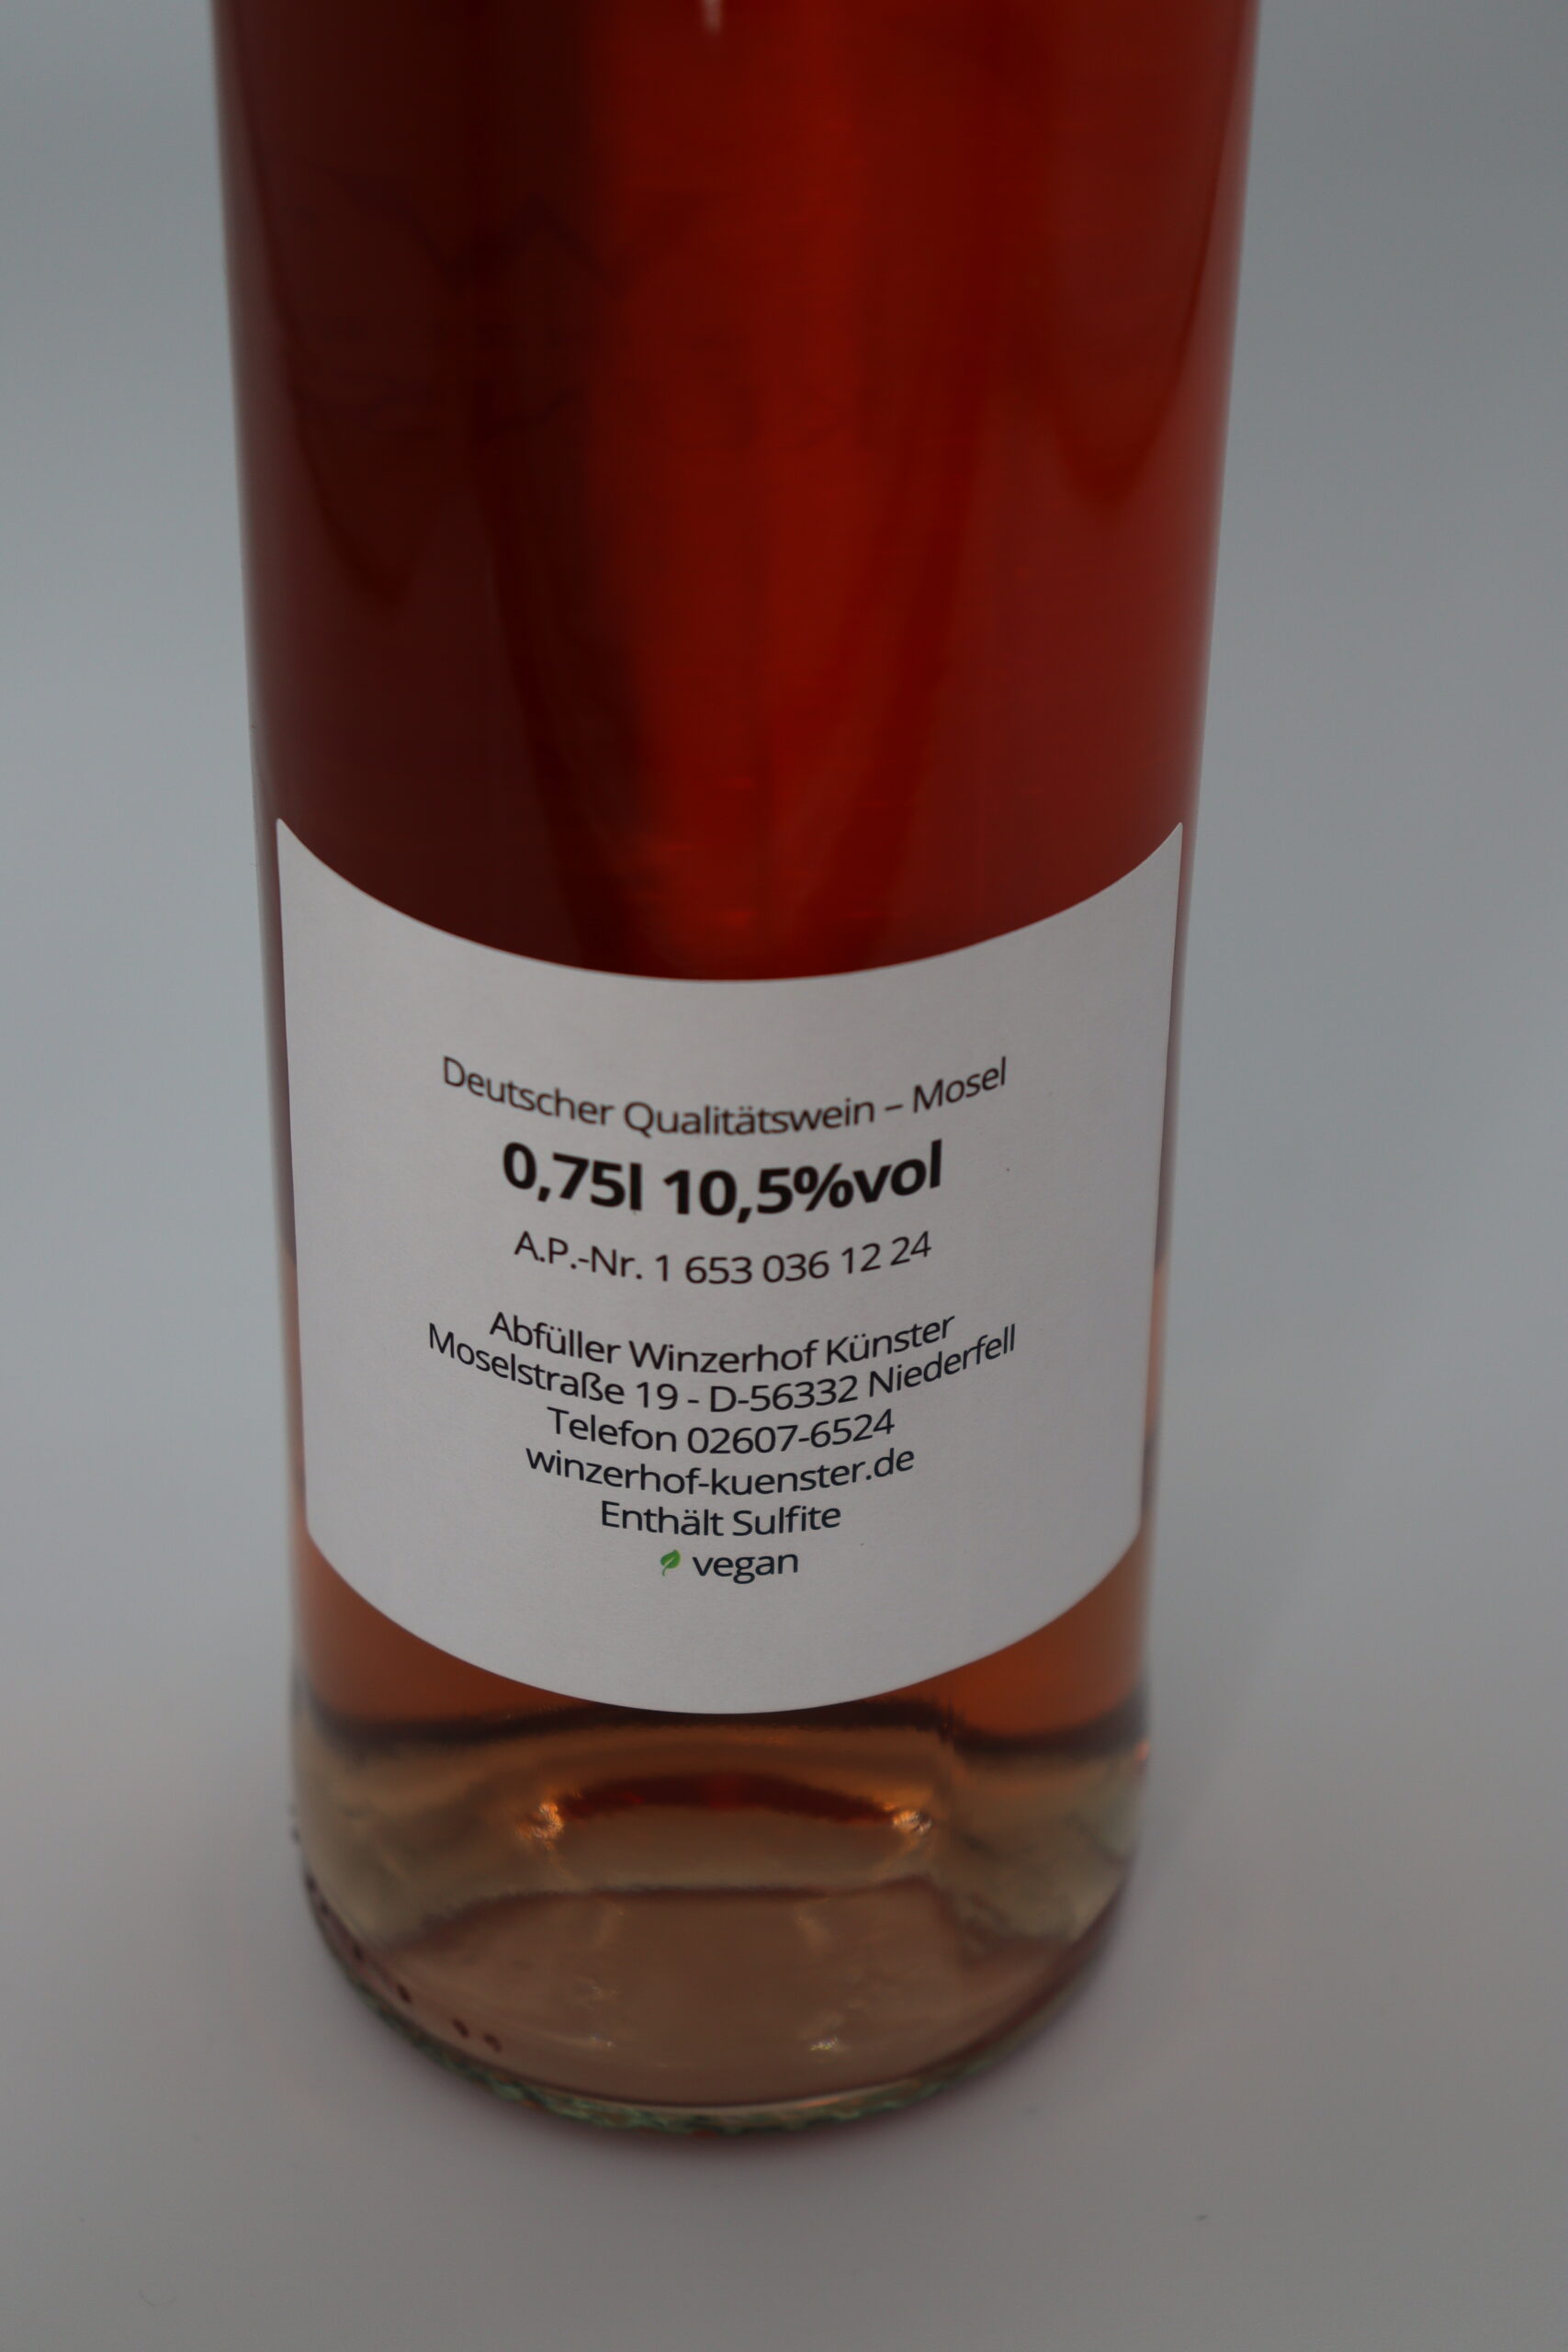 Deutscher Qualitätswein – Mosel
0,75l 10,5%vol
A.P.-Nr. 1 653 036 12 24
Abfüller Winzerhof Künster
Moselstraße 19 - D-56332 Niederfell
Telefon 02607-6524
winzerhof-kuenster.de
Enthält Sulfite
vegan